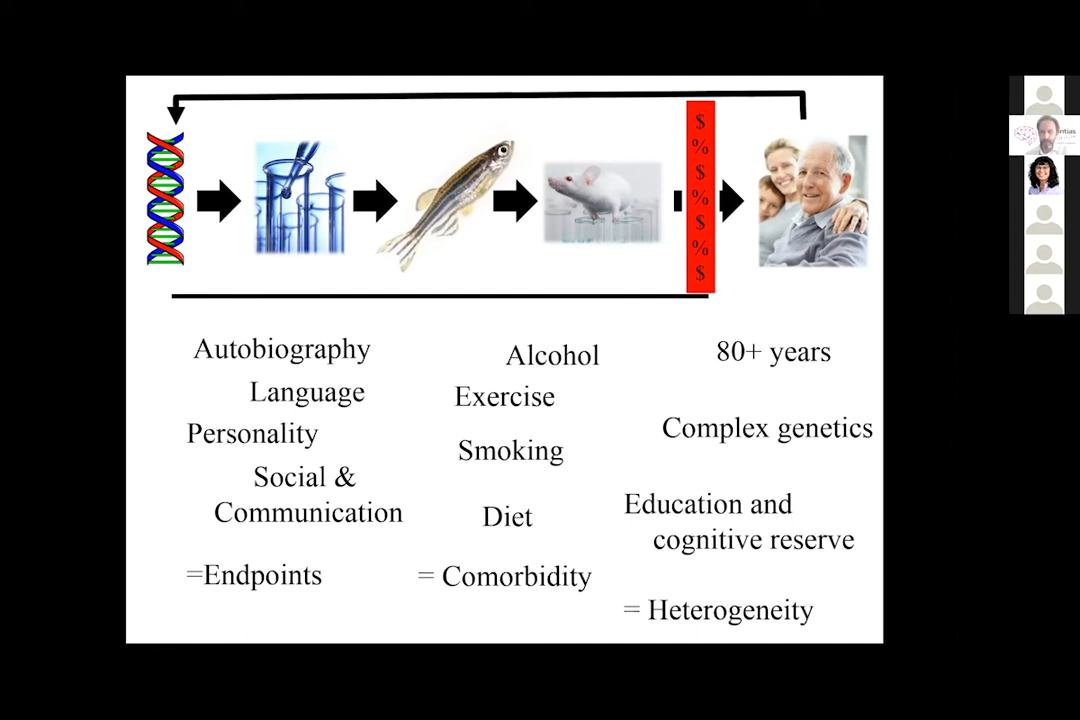 $
%
$
%
$
%
$
Autobiography
Language
Personality
Social &
Communication
=Endpoints
Alcohol
Exercise
Smoking
Diet
= Comorbidity
80+ years
Complex genetics
Education and
cognitive reserve
= Heterogeneity